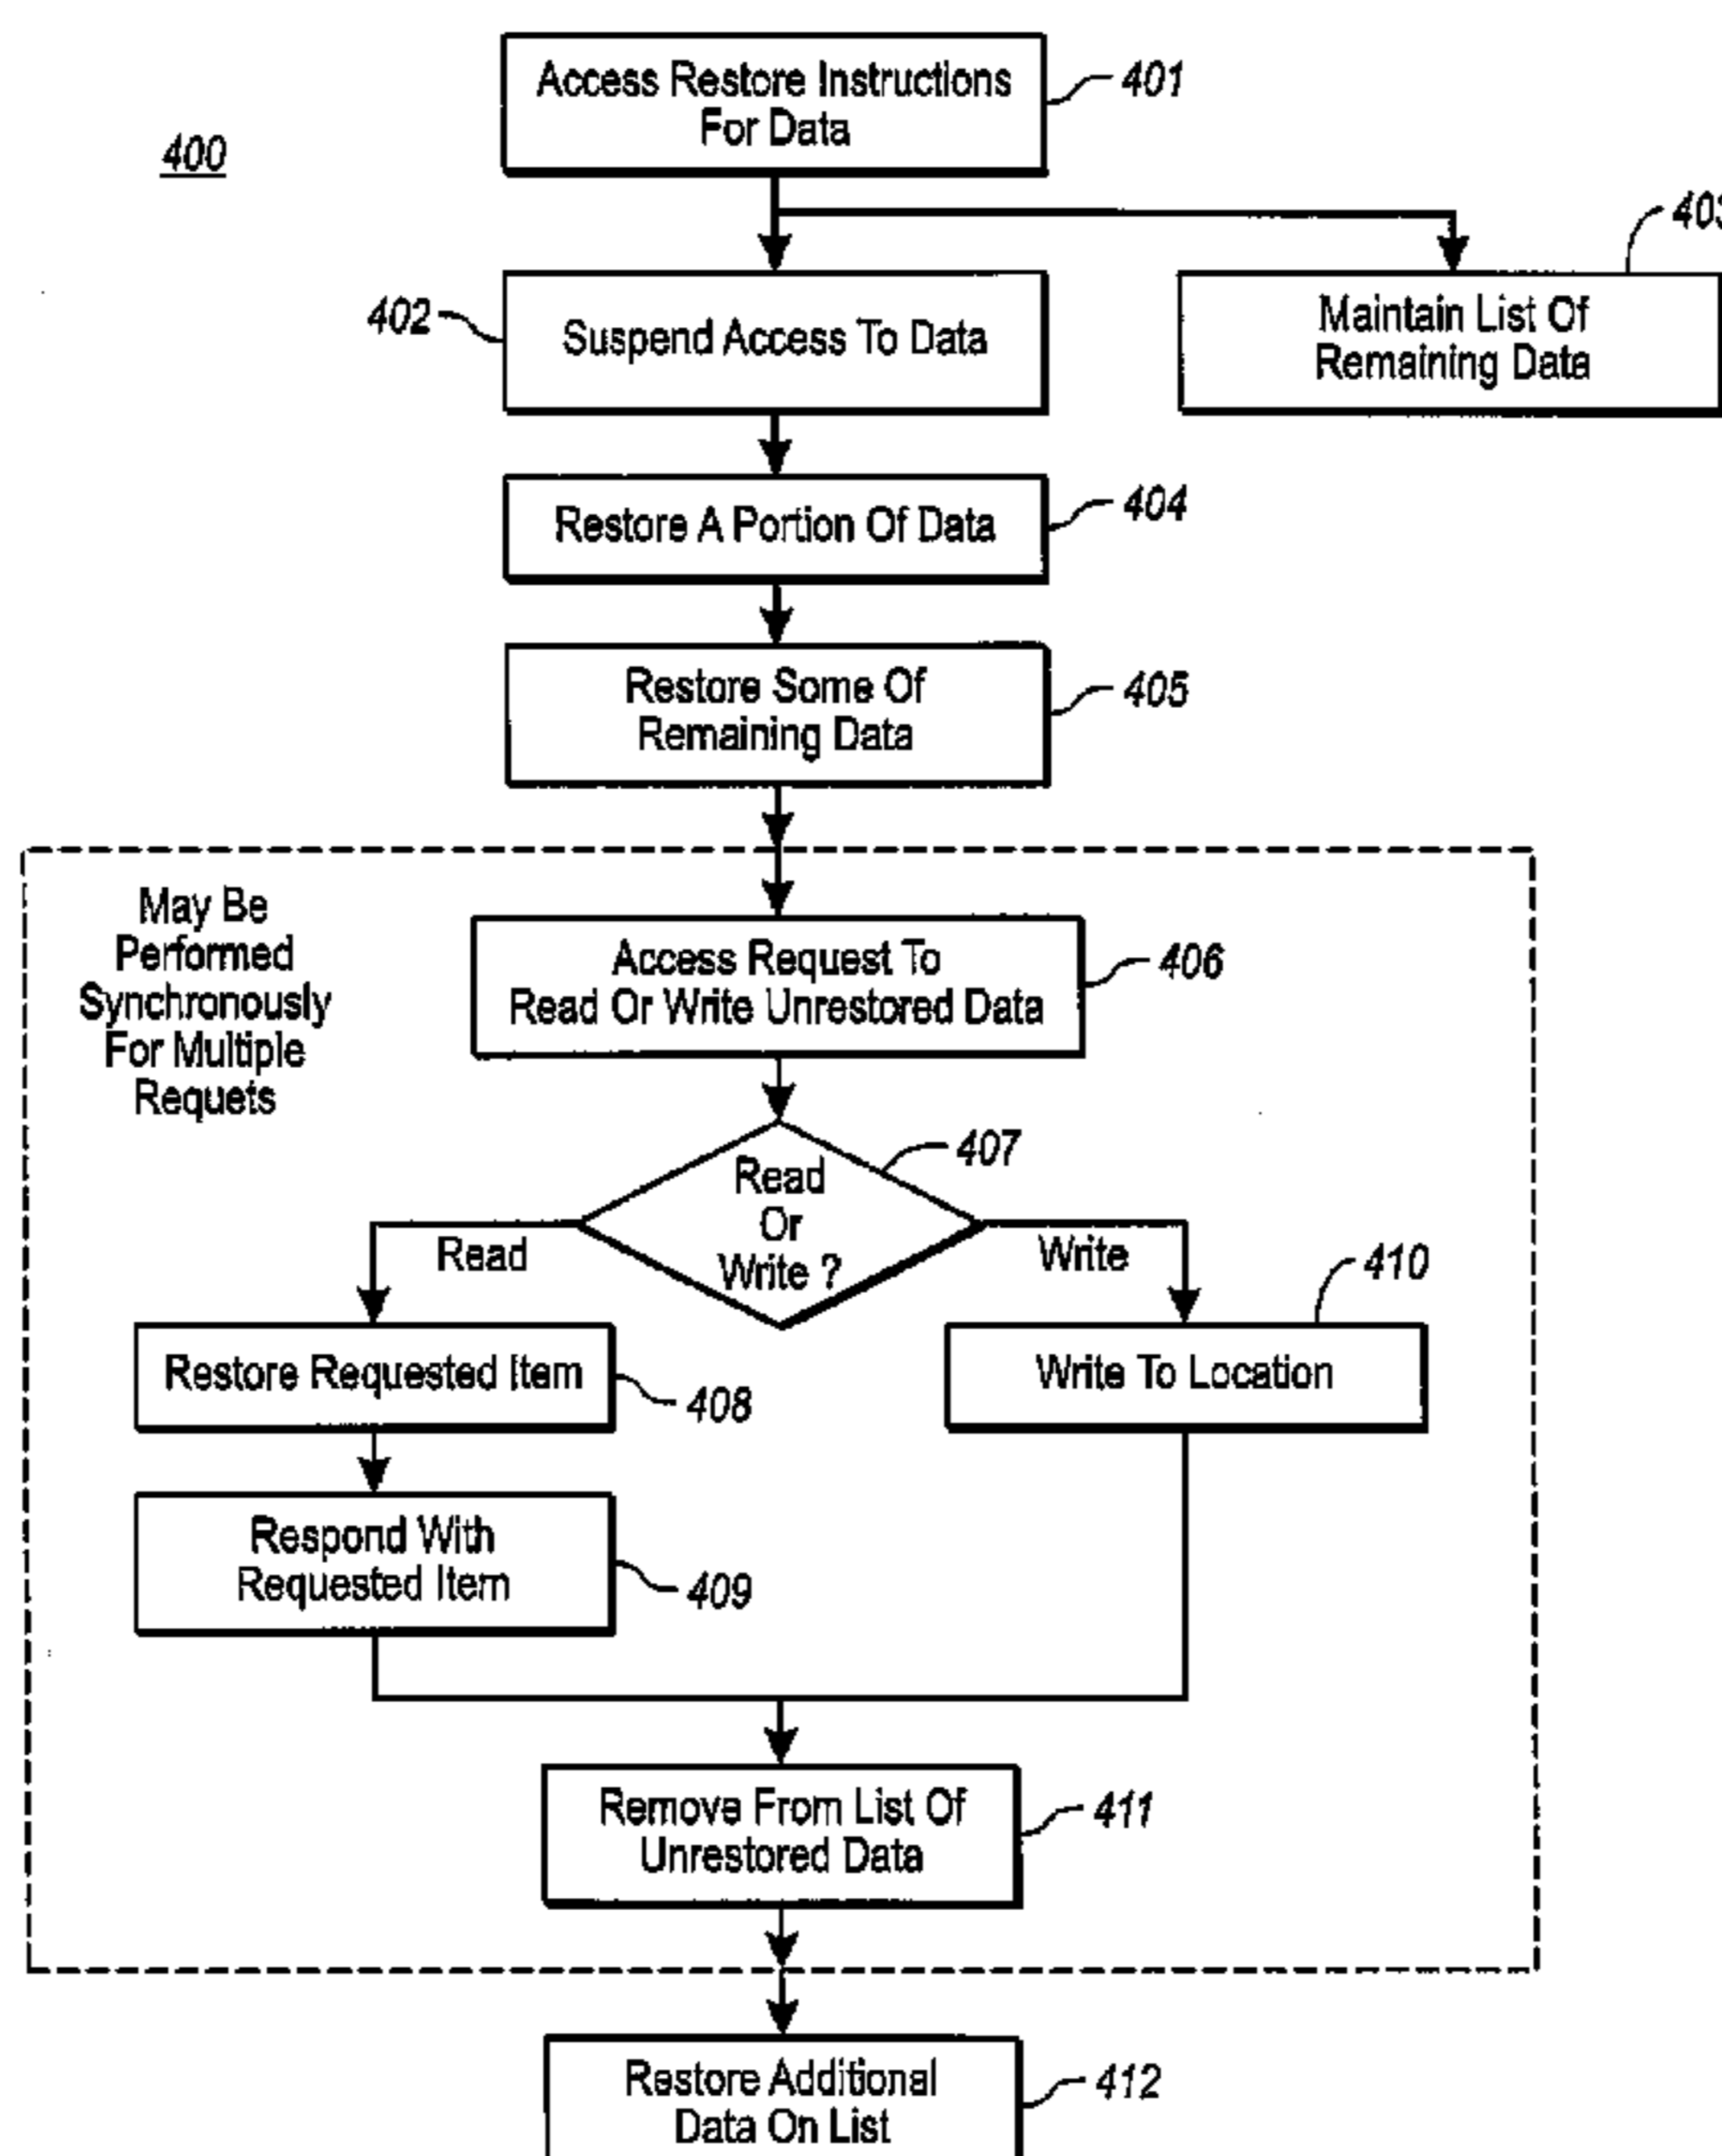 Access Restore Instructions
For Data
401
400
403
402
Suspend Access To Data
Maintain List Of
Remaining Data
Restore A Portion Of Data
404
Restore Some Of
Remaining Data
405
May Be
Performed
Synchronously
For Multiple
Requets
Access Request To
Read Or Write Unrestored Data
406
407
Read
Or
Write ?
Read
Write
410
Restore Requested Item
408
Write To Location
Respond With
Requested Item
409
Remove From List Of
Unrestored Data
411
Restore Additional
Data On List
412